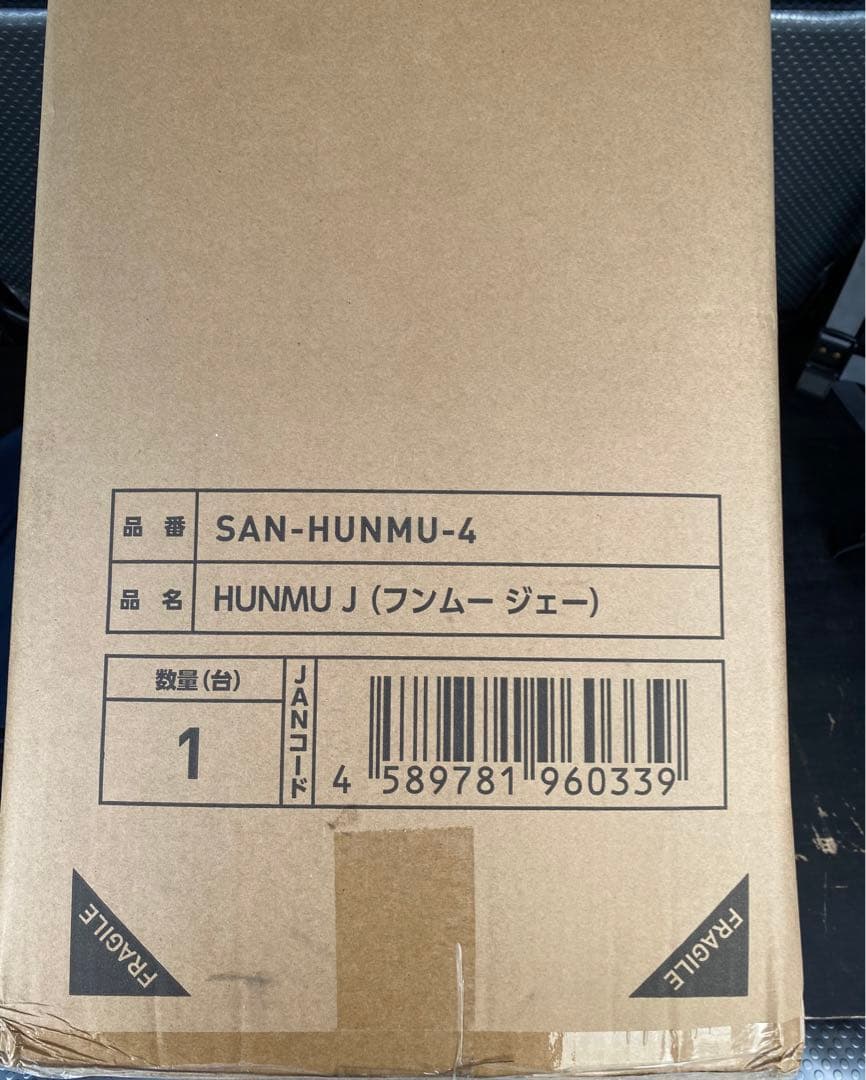 品番 SAN-HUNMU-4
品名 HUNMU J (フンムー ジェー)
数量(台)
1
JANコード
4 589781 960339
FRAGILE
FRAGILE